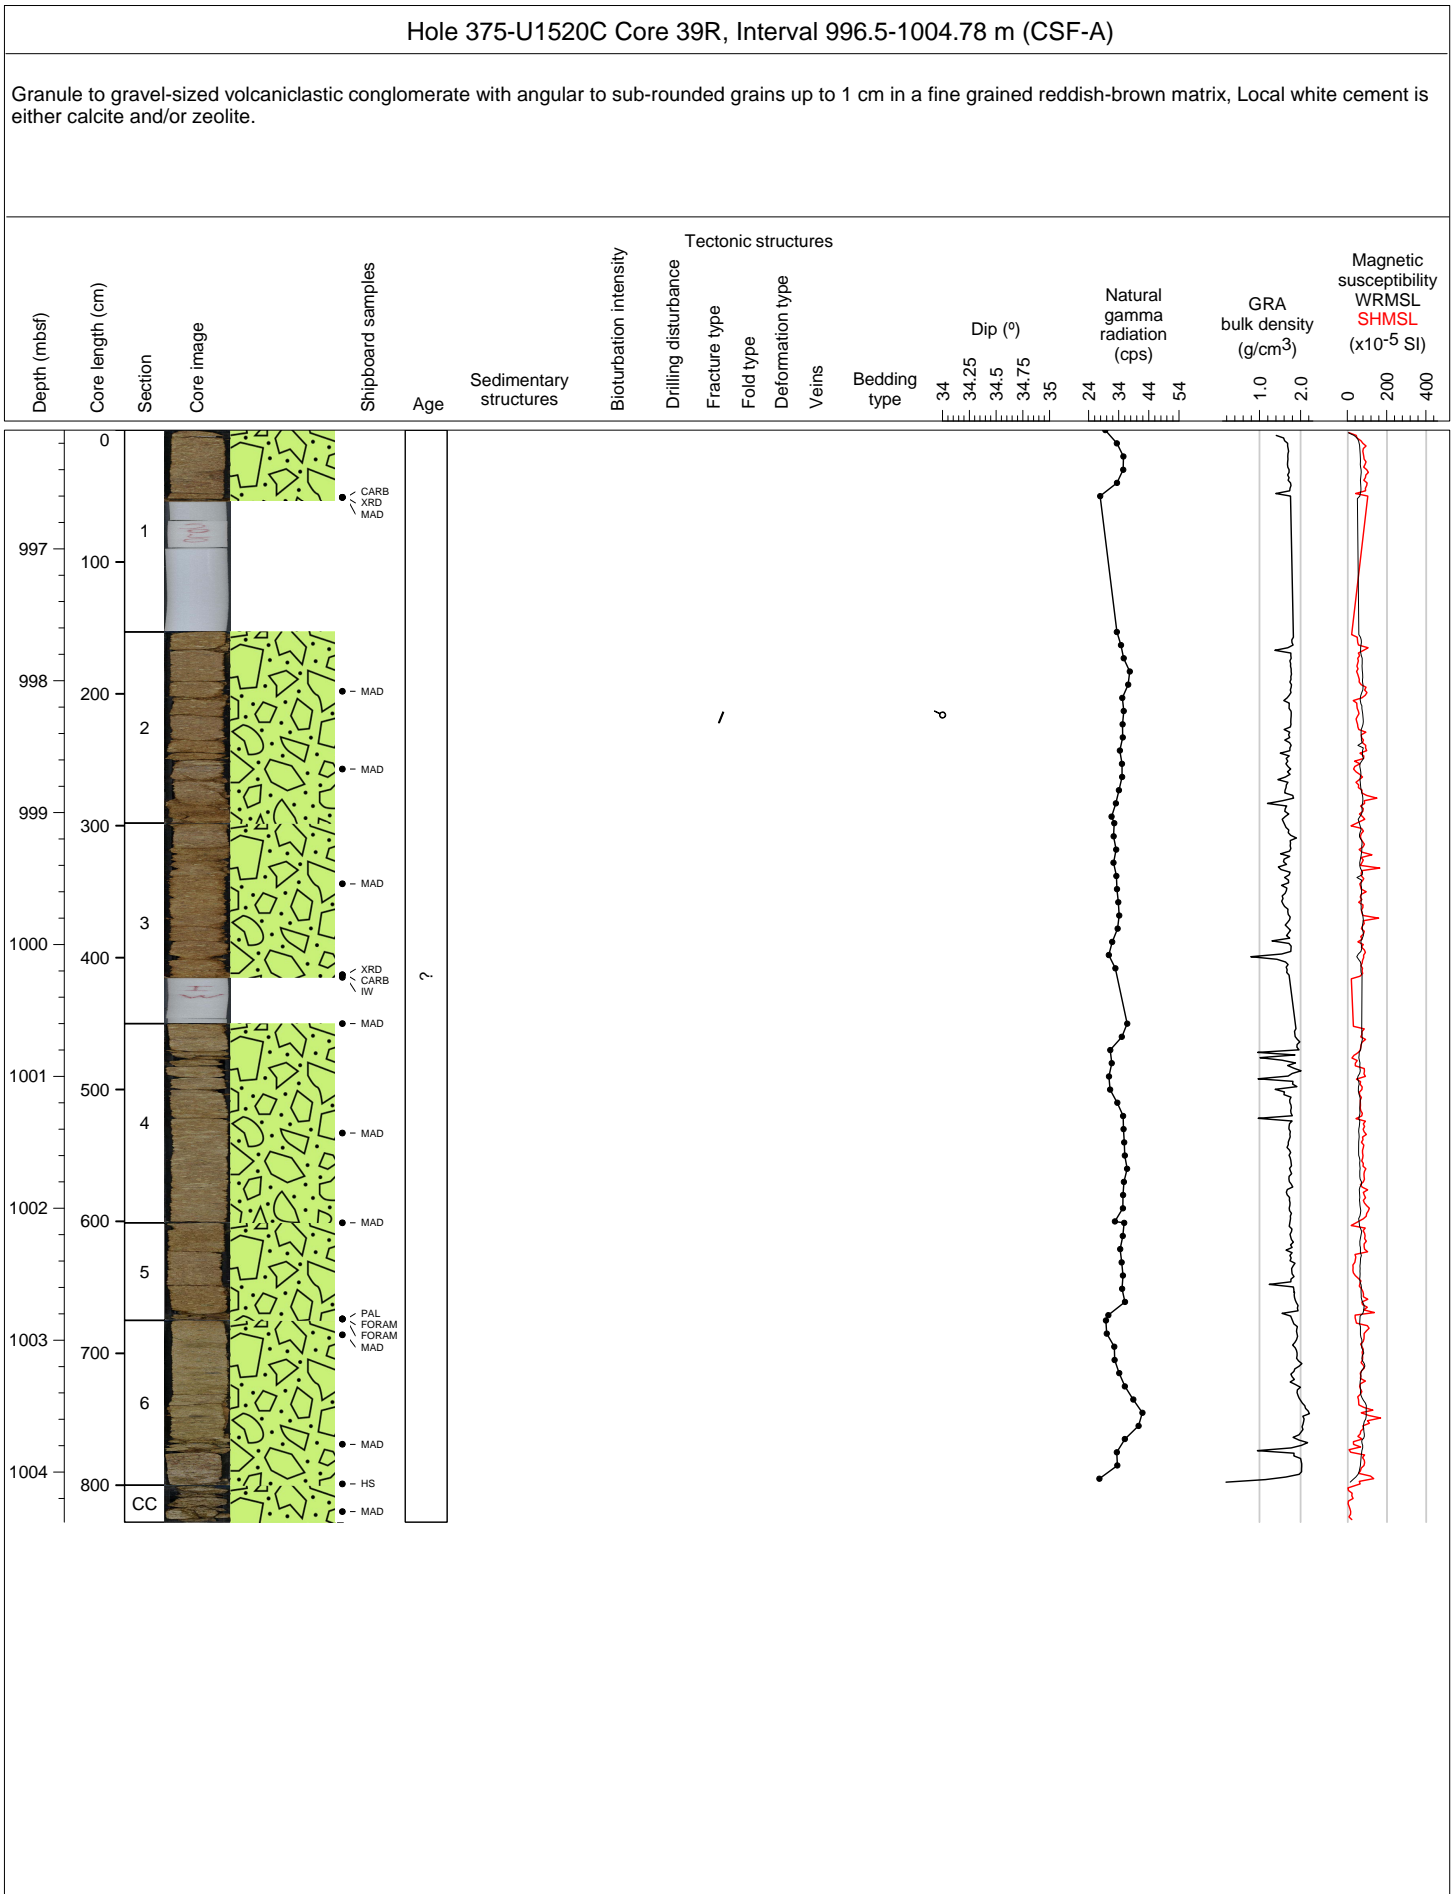 Hole 375-U1520C Core 39R, Interval 996.5-1004.78 m (CSF-A)
Granule to gravel-sized volcaniclastic conglomerate with angular to sub-rounded grains up to 1 cm in a fine grained reddish-brown matrix, Local white cement is
either calcite and/or zeolite.
Depth (mbsf)
Core length (cm)
Section
Core image
Shipboard samples
Age
Sedimentary
structures
Bioturbation intensity
Drilling disturbance
Tectonic structures
Fracture type
Fold type
Deformation type
Veins
Bedding
type
Dip (º)
34
34.25
34.5
34.75
35
Natural
gamma
radiation
(cps)
24
34
44
54
GRA
bulk density
(g/cm3)
1.0
2.0
Magnetic
susceptibility
WRMSL
SHMSL
(x10-5 SI)
0
200
400
997
998
999
1000
1001
1002
1003
1004
0
100
200
300
400
500
600
700
800
1
2
3
4
5
6
CC
CARB
XRD
MAD
MAD
MAD
MAD
XRD
CARB
IW
MAD
MAD
MAD
PAL
FORAM
FORAM
MAD
MAD
HS
MAD
?